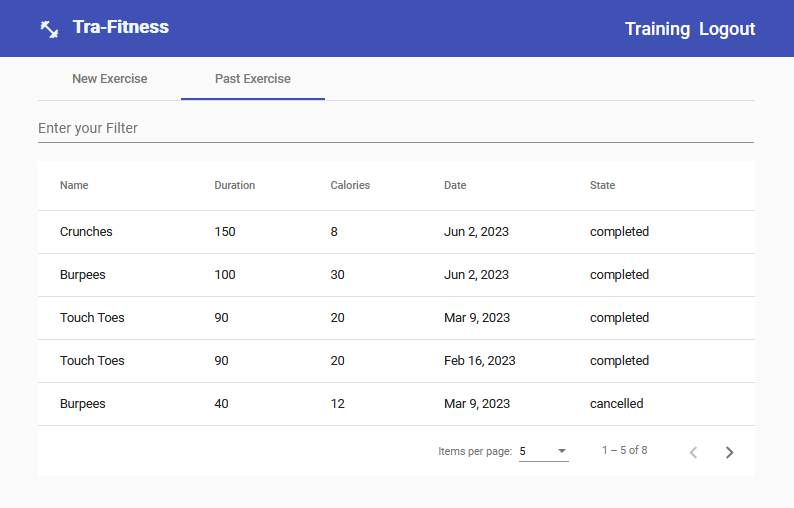 Tra-Fitness
Training Logout
New Exercise Past Exercise
Enter your Filter
Name Duration Calories Date State
Crunches 150 8 Jun 2, 2023 completed
Burpees 100 30 Jun 2, 2023 completed
Touch Toes 90 20 Mar 9, 2023 completed
Touch Toes 90 20 Feb 16, 2023 completed
Burpees 40 12 Mar 9, 2023 cancelled
Items per page: 5 1 – 5 of 8